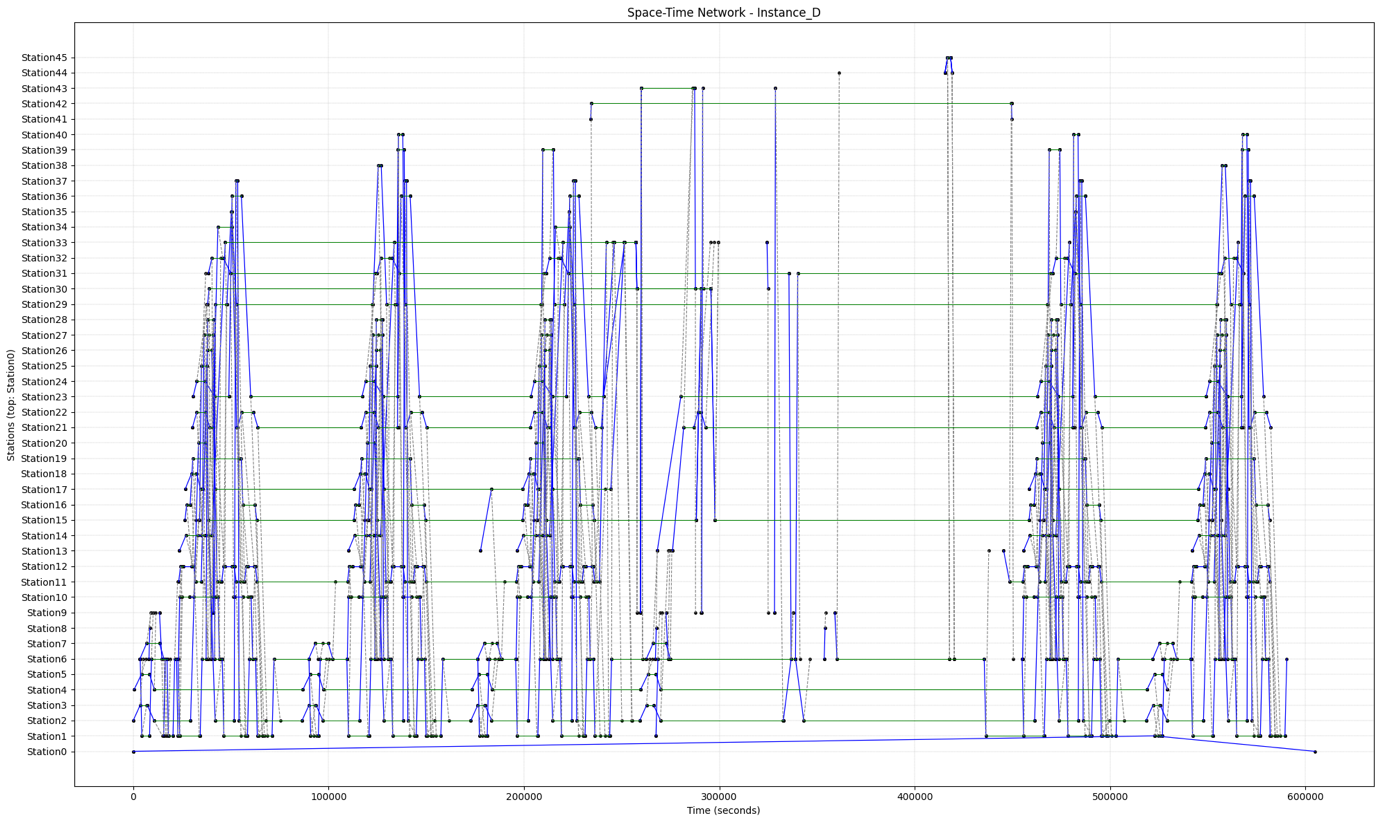 Space-Time Network - Instance_D
Stations (top: Station0)
Station45
Station44
Station43
Station42
Station41
Station40
Station39
Station38
Station37
Station36
Station35
Station34
Station33
Station32
Station31
Station30
Station29
Station28
Station27
Station26
Station25
Station24
Station23
Station22
Station21
Station20
Station19
Station18
Station17
Station16
Station15
Station14
Station13
Station12
Station11
Station10
Station9
Station8
Station7
Station6
Station5
Station4
Station3
Station2
Station1
Station0
0 100000 200000 300000 400000 500000 600000
Time (seconds)